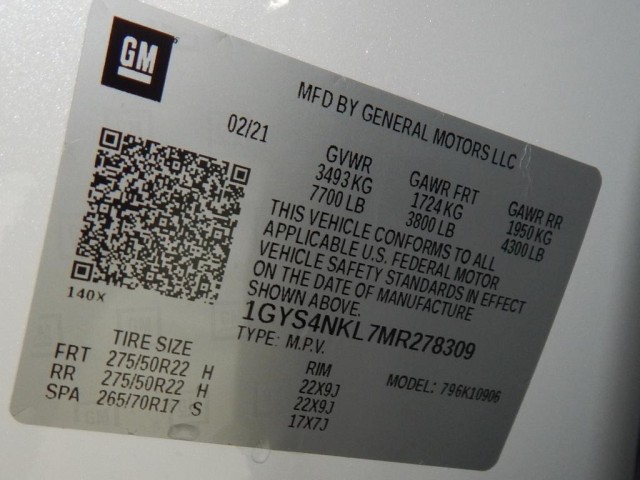 GM
MFD BY GENERAL MOTORS LLC
02/21
GVWR GAWR FRT GAWR RR
3493 KG 1724 KG 1950 KG
7700 LB 3800 LB 4300 LB
THIS VEHICLE CONFORMS TO ALL
APPLICABLE U.S. FEDERAL MOTOR
VEHICLE SAFETY STANDARDS IN EFFECT
ON THE DATE OF MANUFACTURE
SHOWN ABOVE.
140X
1GYS4NKL7MR278309
TYPE: M.P.V.
MODEL: 796K10906
TIRE SIZE RIM
FRT 275/50R22 H 22X9J
RR 275/50R22 H 22X9J
SPA 265/70R17 S 17X7J